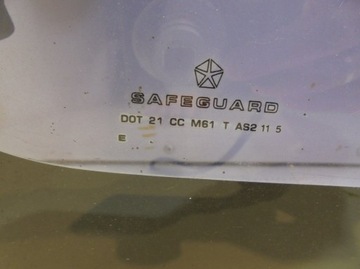 SAFEGUARD
DOT 21 CC M61 T AS2 11 5
E